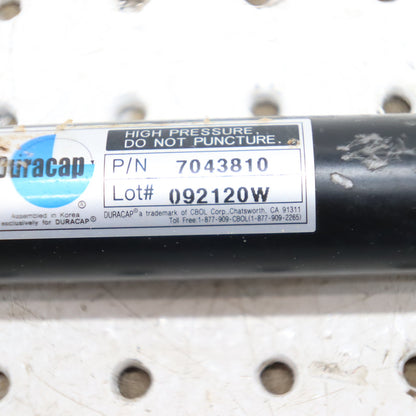 HIGH PRESSURE,
DO NOT PUNCTURE.
Duracap
P/N 7043810
Lot# 092120W
Assembled in Korea
exclusively for DURACAP®
DURACAP® a trademark of CBOL Corp., Chatsworth, CA 91311
Toll Free:1-877-909-CBOL(1-877-909-2265)